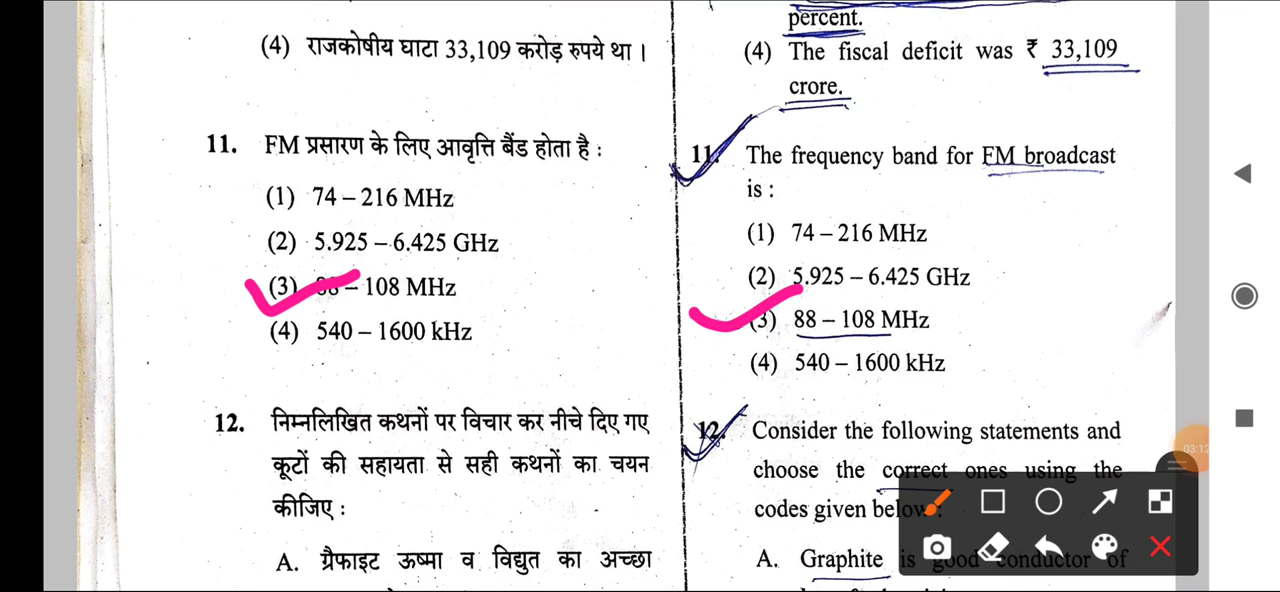 (4) राजकोषीय घाटा 33,109 करोड़ रुपये था ।
11. FM प्रसारण के लिए आवृत्ति बैंड होता है :
(1) 74 – 216 MHz
(2) 5.925 – 6.425 GHz
(3) 88 – 108 MHz
(4) 540 – 1600 kHz
12. निम्नलिखित कथनों पर विचार कर नीचे दिए गए
कूटों की सहायता से सही कथनों का चयन
कीजिए :
A. ग्रैफाइट ऊष्मा व विद्युत का अच्छा
percent.
(4) The fiscal deficit was ₹ 33,109
crore.
11. The frequency band for FM broadcast
is :
(1) 74 – 216 MHz
(2) 5.925 – 6.425 GHz
(3) 88 – 108 MHz
(4) 540 – 1600 kHz
12. Consider the following statements and
choose the correct ones using the
codes given below :
A. Graphite is good conductor of
03:12